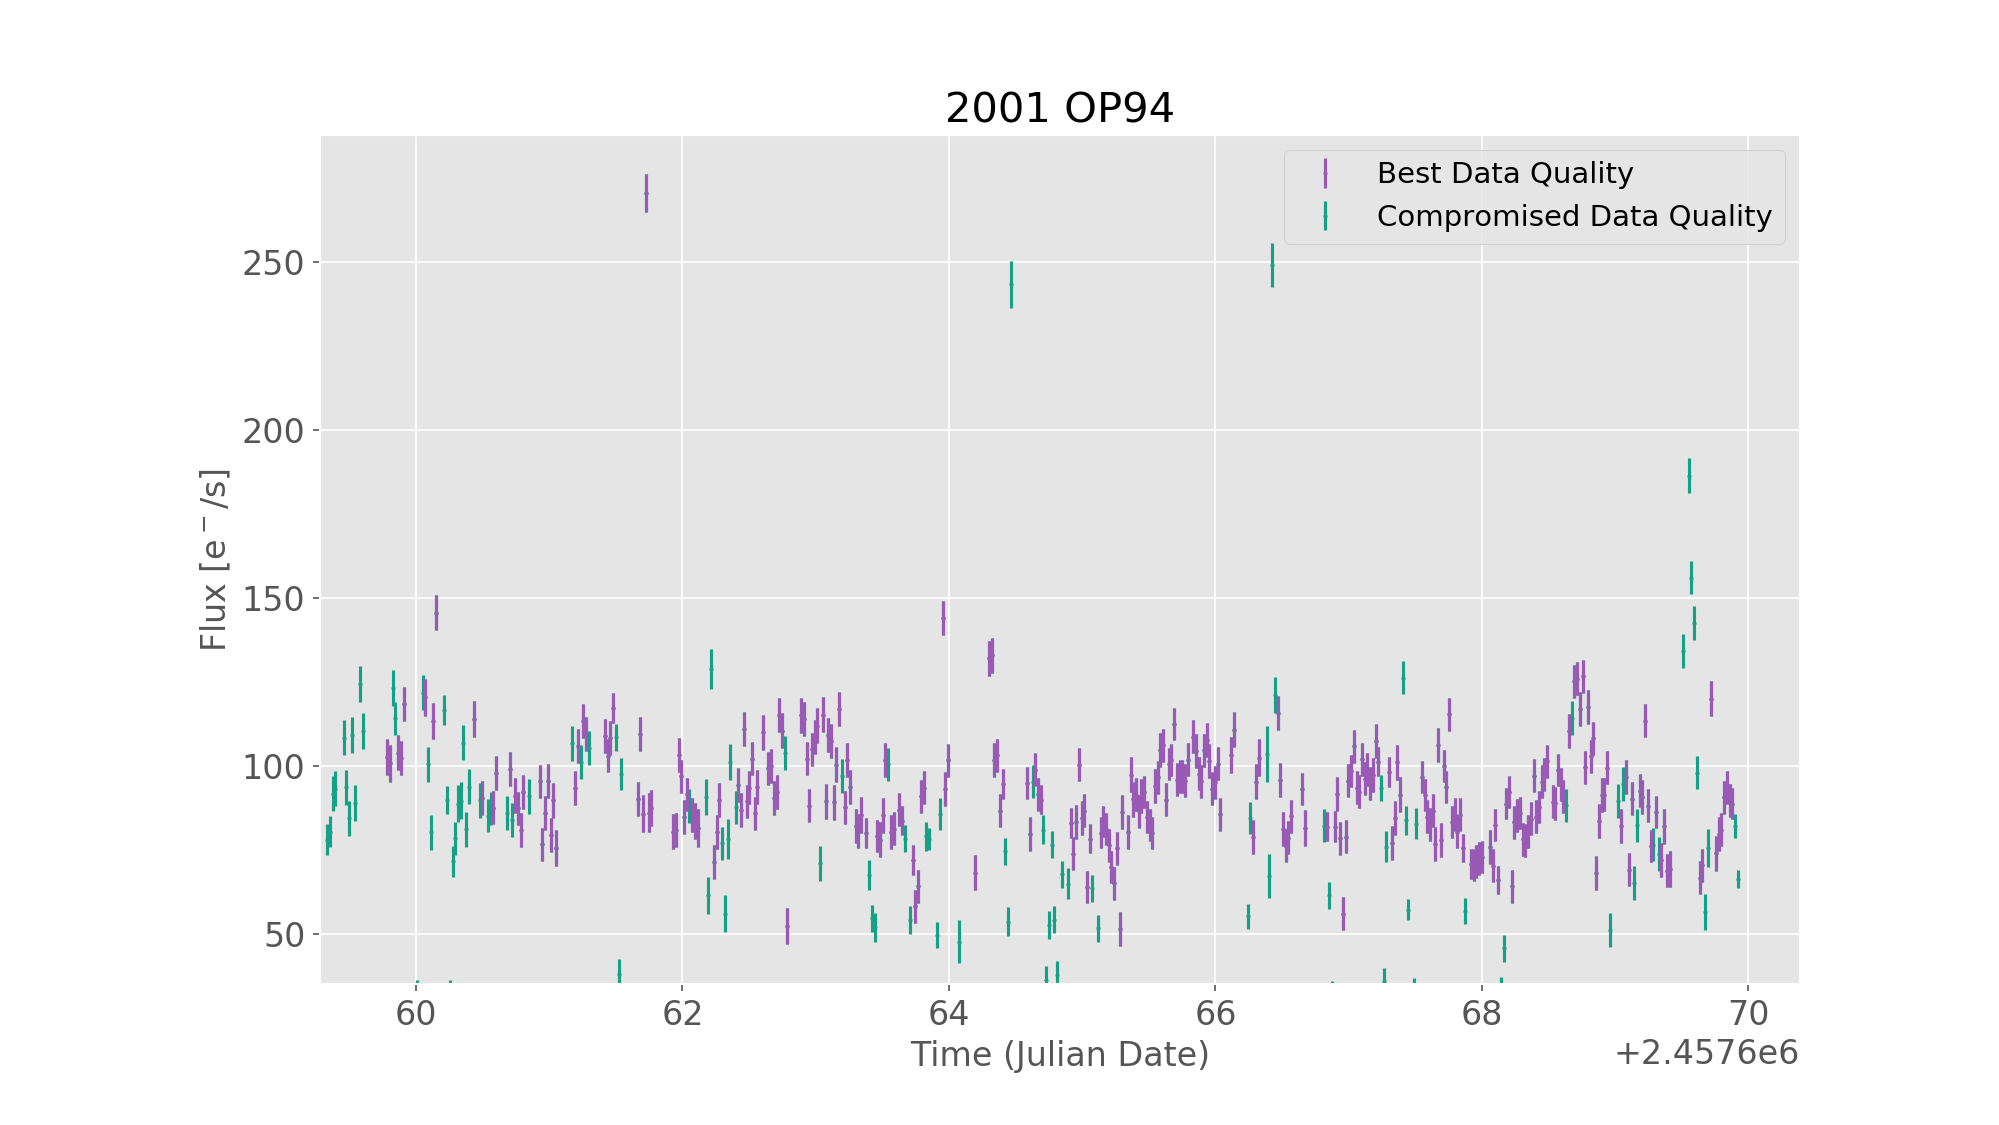 2001 OP94
Best Data Quality
Compromised Data Quality
250
200
150
100
50
Flux [e⁻/s]
60 62 64 66 68 70
Time (Julian Date)
+2.4576e6